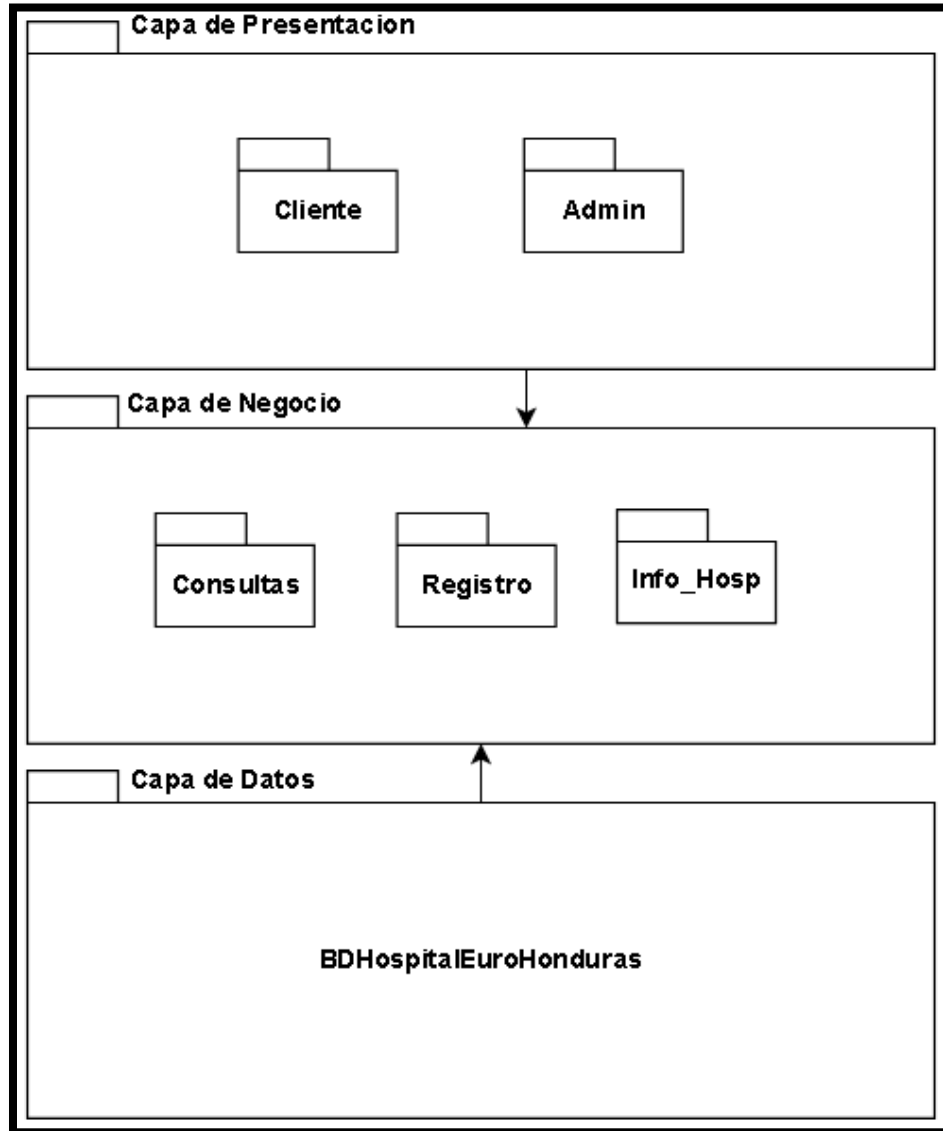 Capa de Presentacion
Cliente
Admin
Capa de Negocio
Consultas
Registro
Info_Hosp
Capa de Datos
BDHospitalEuroHonduras